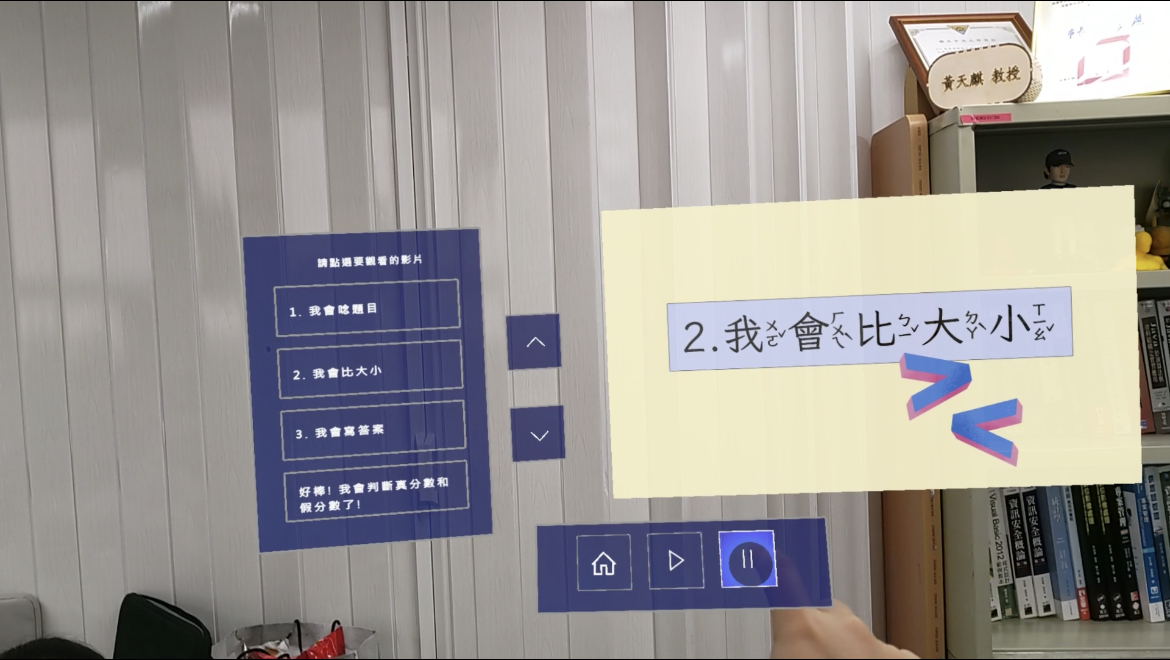 黃天麒 教授
請點選要觀看的影片
1. 我會唸題目
2. 我會比大小
3. 我會寫答案
好棒！我會判斷真分數和
假分數了！
2.我ㄨㄛˇ會ㄏㄨㄟˋ比ㄅㄧˇ大ㄉㄚˋ小ㄒㄧㄠˇ
> <
Visual Basic 2012
資訊安全概論
資訊安全概論